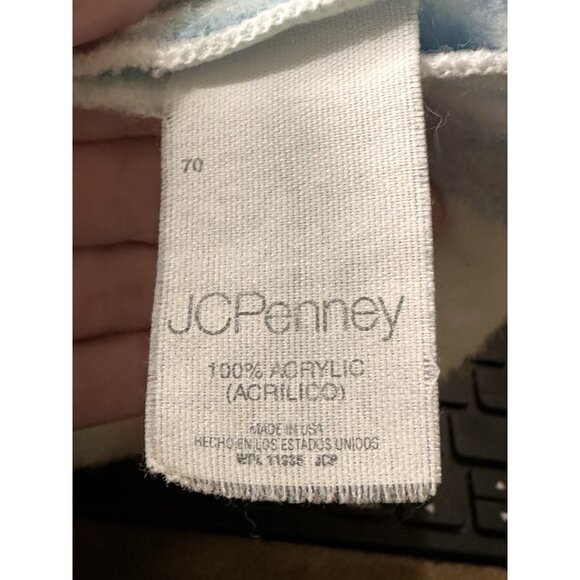 70
JCPenney
100% ACRYLIC
(ACRILICO)
MADE IN USA
HECHO EN LOS ESTADOS UNIDOS
WPL 11935 JCP